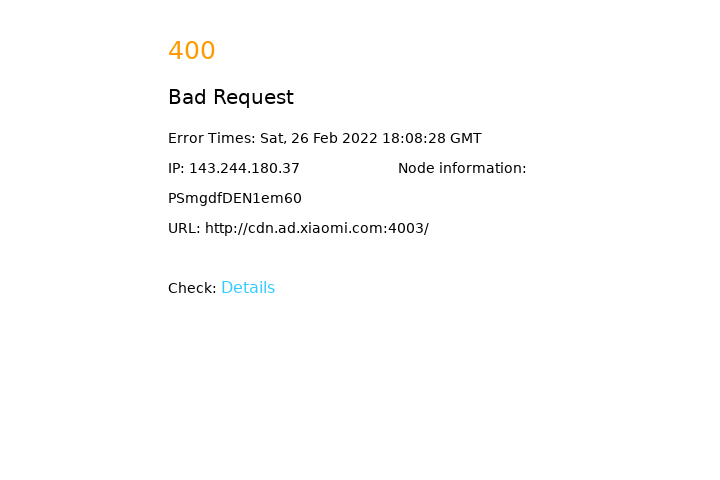 400
Bad Request
Error Times: Sat, 26 Feb 2022 18:08:28 GMT
IP: 143.244.180.37 Node information:
PSmgdfDEN1em60
URL: http://cdn.ad.xiaomi.com:4003/
Check: Details